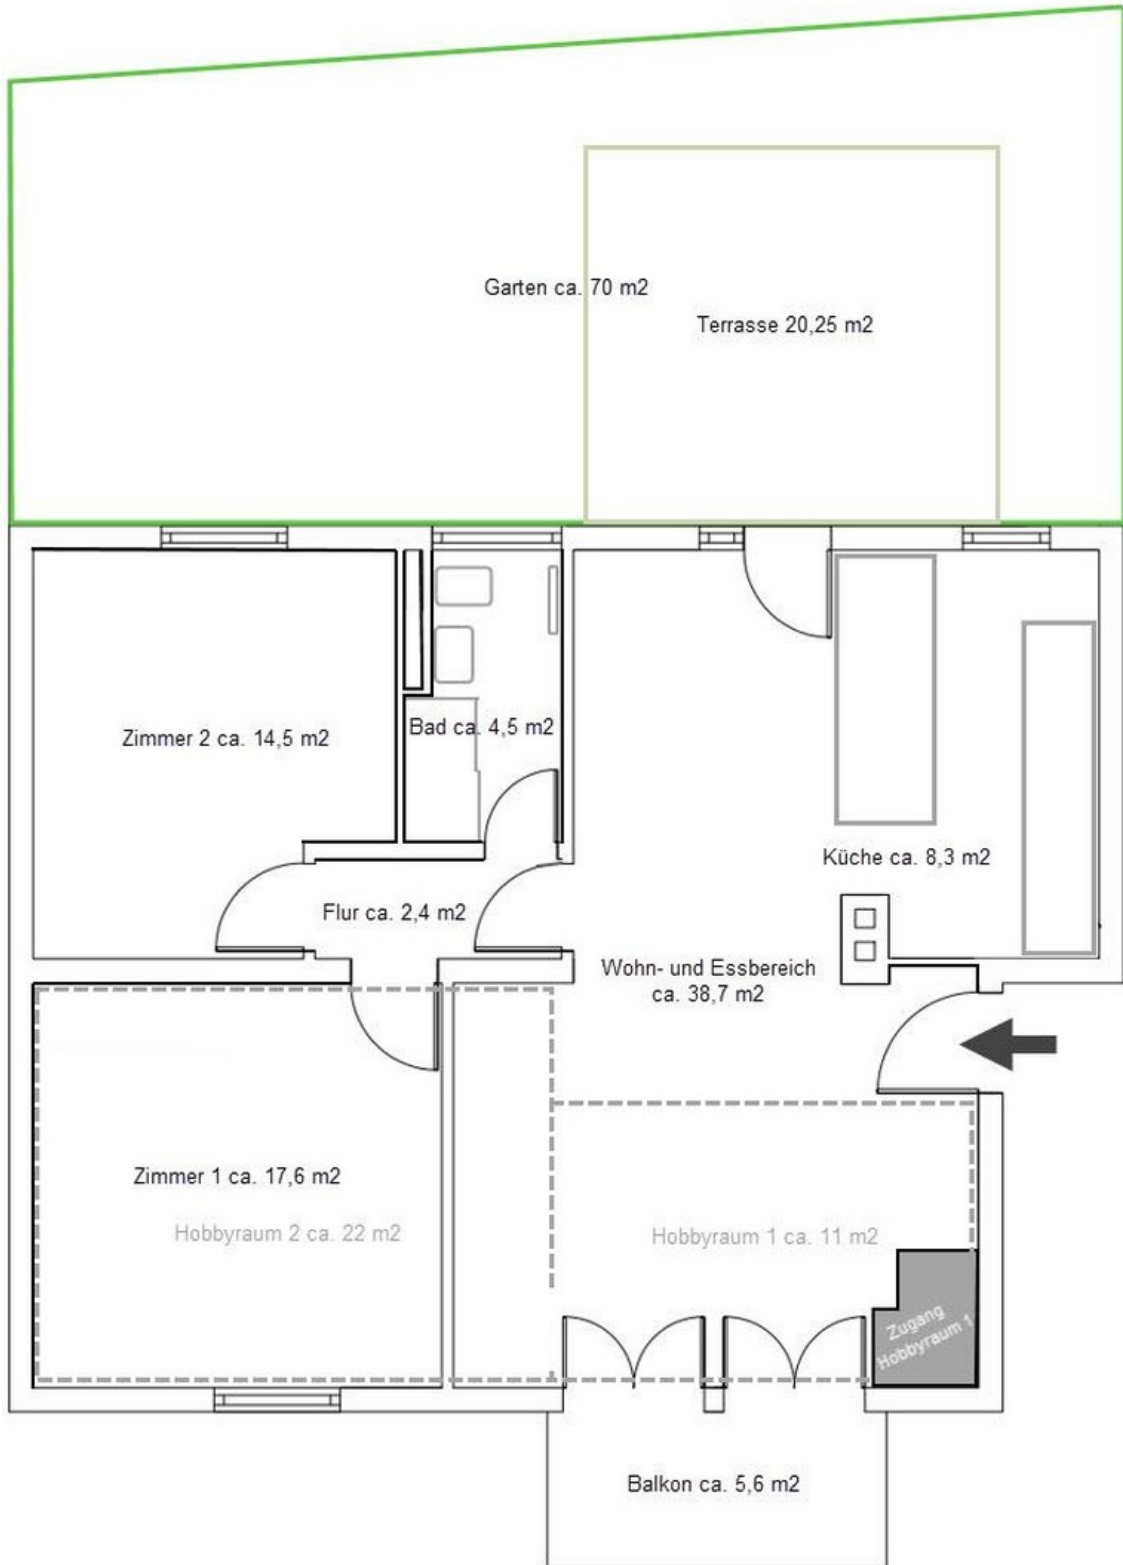 Garten ca. 70 m2
Terrasse 20,25 m2
Zimmer 2 ca. 14,5 m2
Bad ca. 4,5 m2
Küche ca. 8,3 m2
Flur ca. 2,4 m2
Wohn- und Essbereich
ca. 38,7 m2
Zimmer 1 ca. 17,6 m2
Hobbyraum 2 ca. 22 m2
Hobbyraum 1 ca. 11 m2
Zugang
Hobbyraum 1
Balkon ca. 5,6 m2